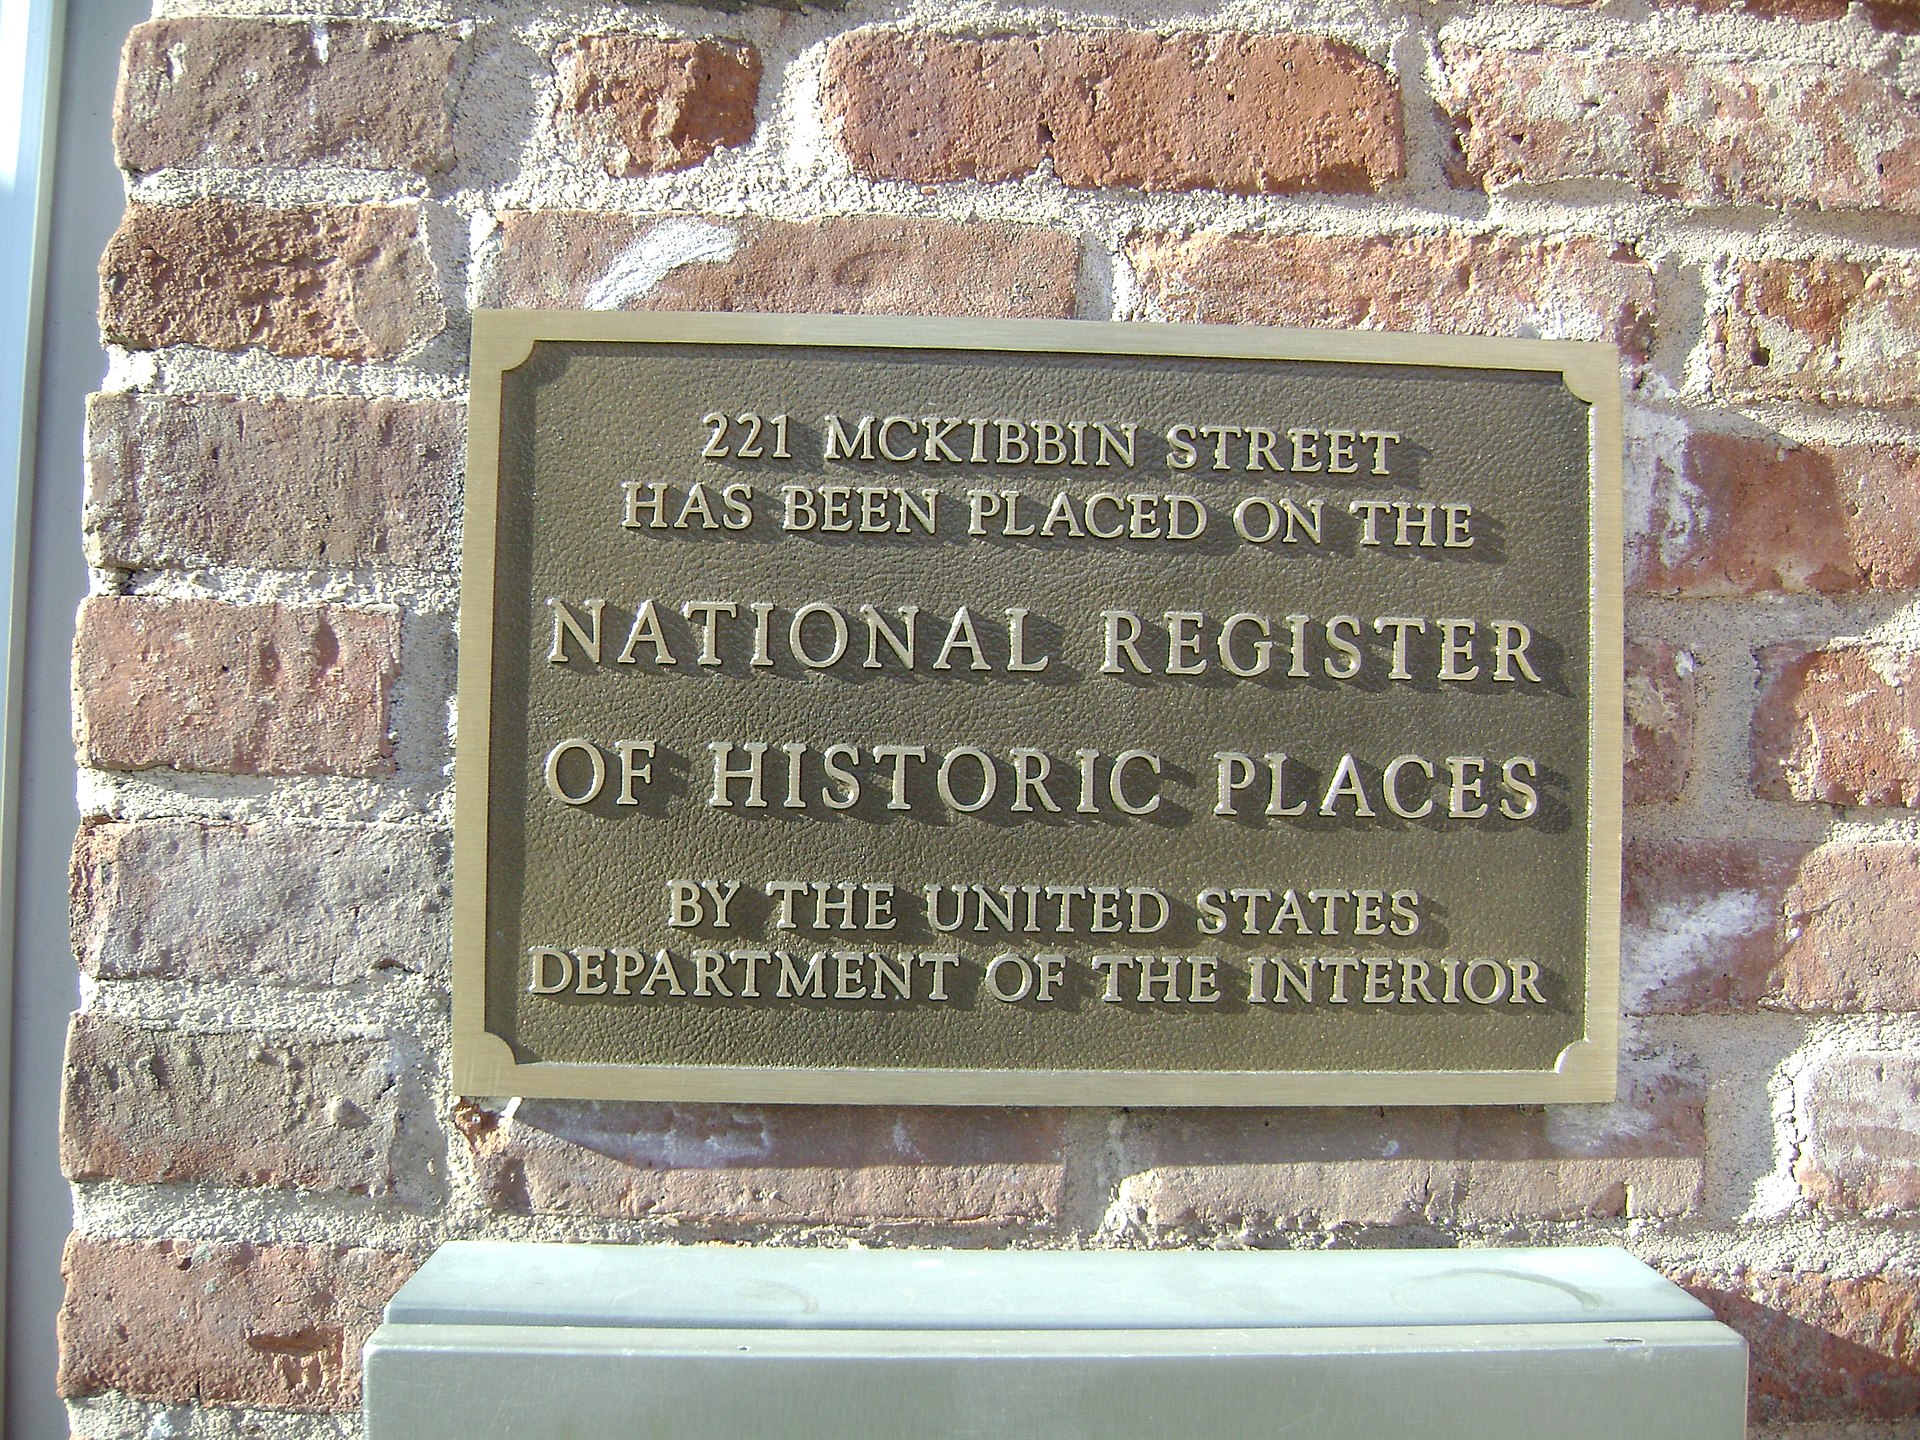 221 MCKIBBIN STREET
HAS BEEN PLACED ON THE
NATIONAL REGISTER
OF HISTORIC PLACES
BY THE UNITED STATES
DEPARTMENT OF THE INTERIOR